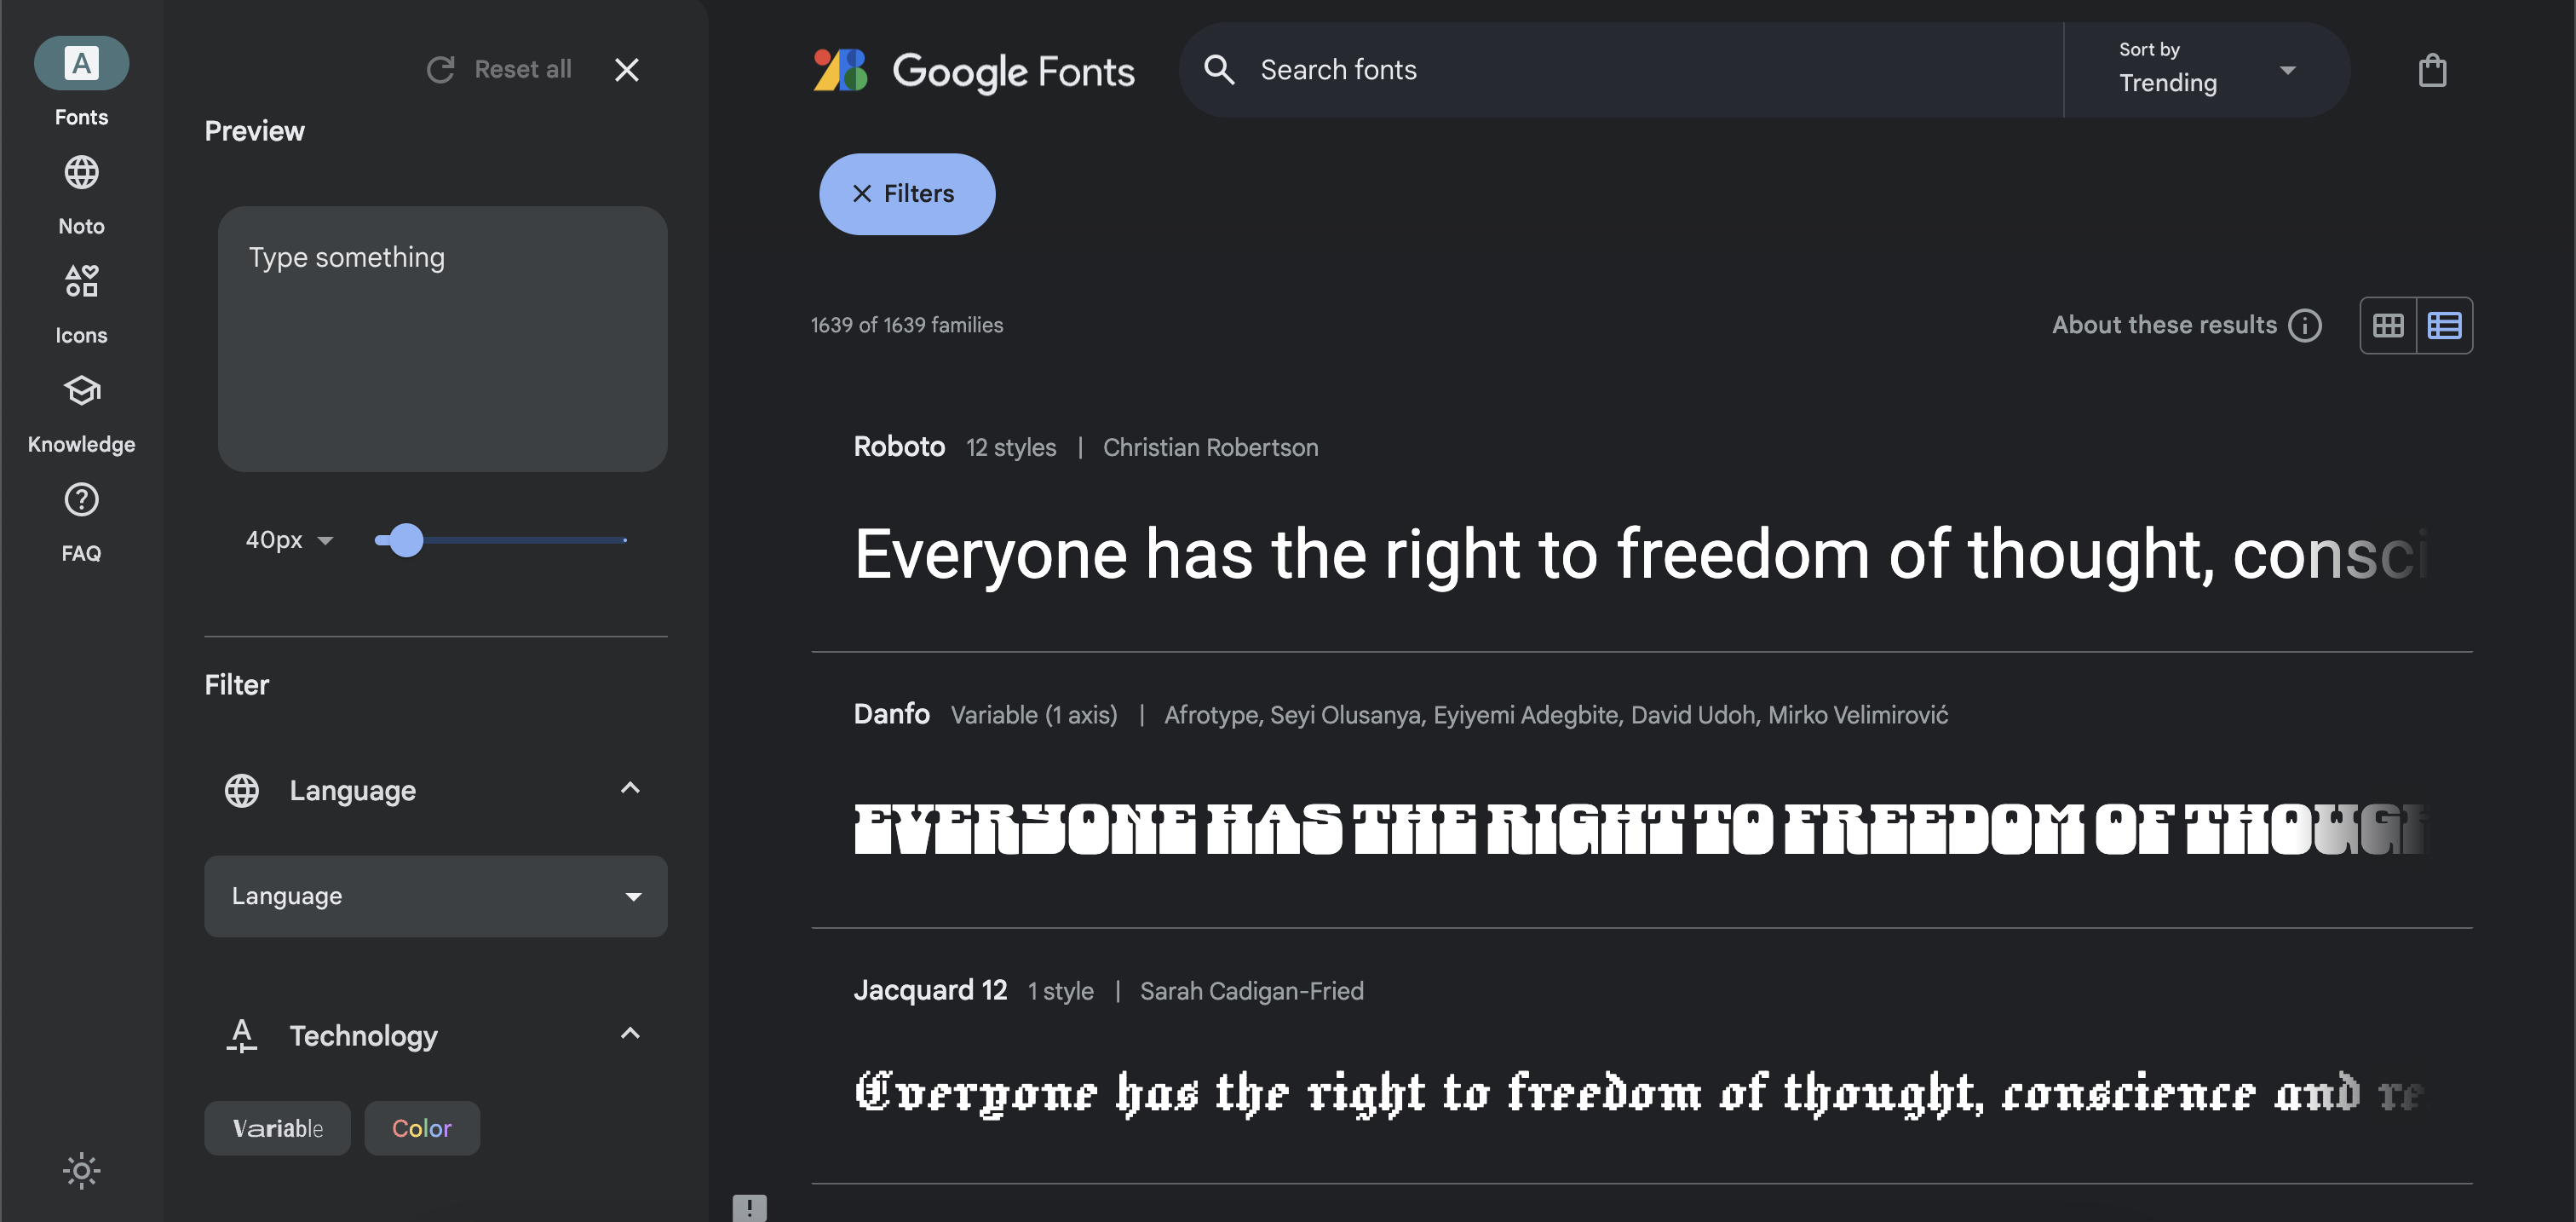 A
Fonts
Noto
Icons
Knowledge
FAQ
Reset all
Preview
Type something
40px
Filter
Language
Language
Technology
Variable Color
Google Fonts
Search fonts
Sort by
Trending
Filters
1639 of 1639 families
About these results
Roboto 12 styles | Christian Robertson
Everyone has the right to freedom of thought, consci
Danfo Variable (1 axis) | Afrotype, Seyi Olusanya, Eyiyemi Adegbite, David Udoh, Mirko Velimirović
EVERYONE HAS THE RIGHT TO FREEDOM OF THOUGH
Jacquard 12 1 style | Sarah Cadigan-Fried
Everyone has the right to freedom of thought, conscience and re